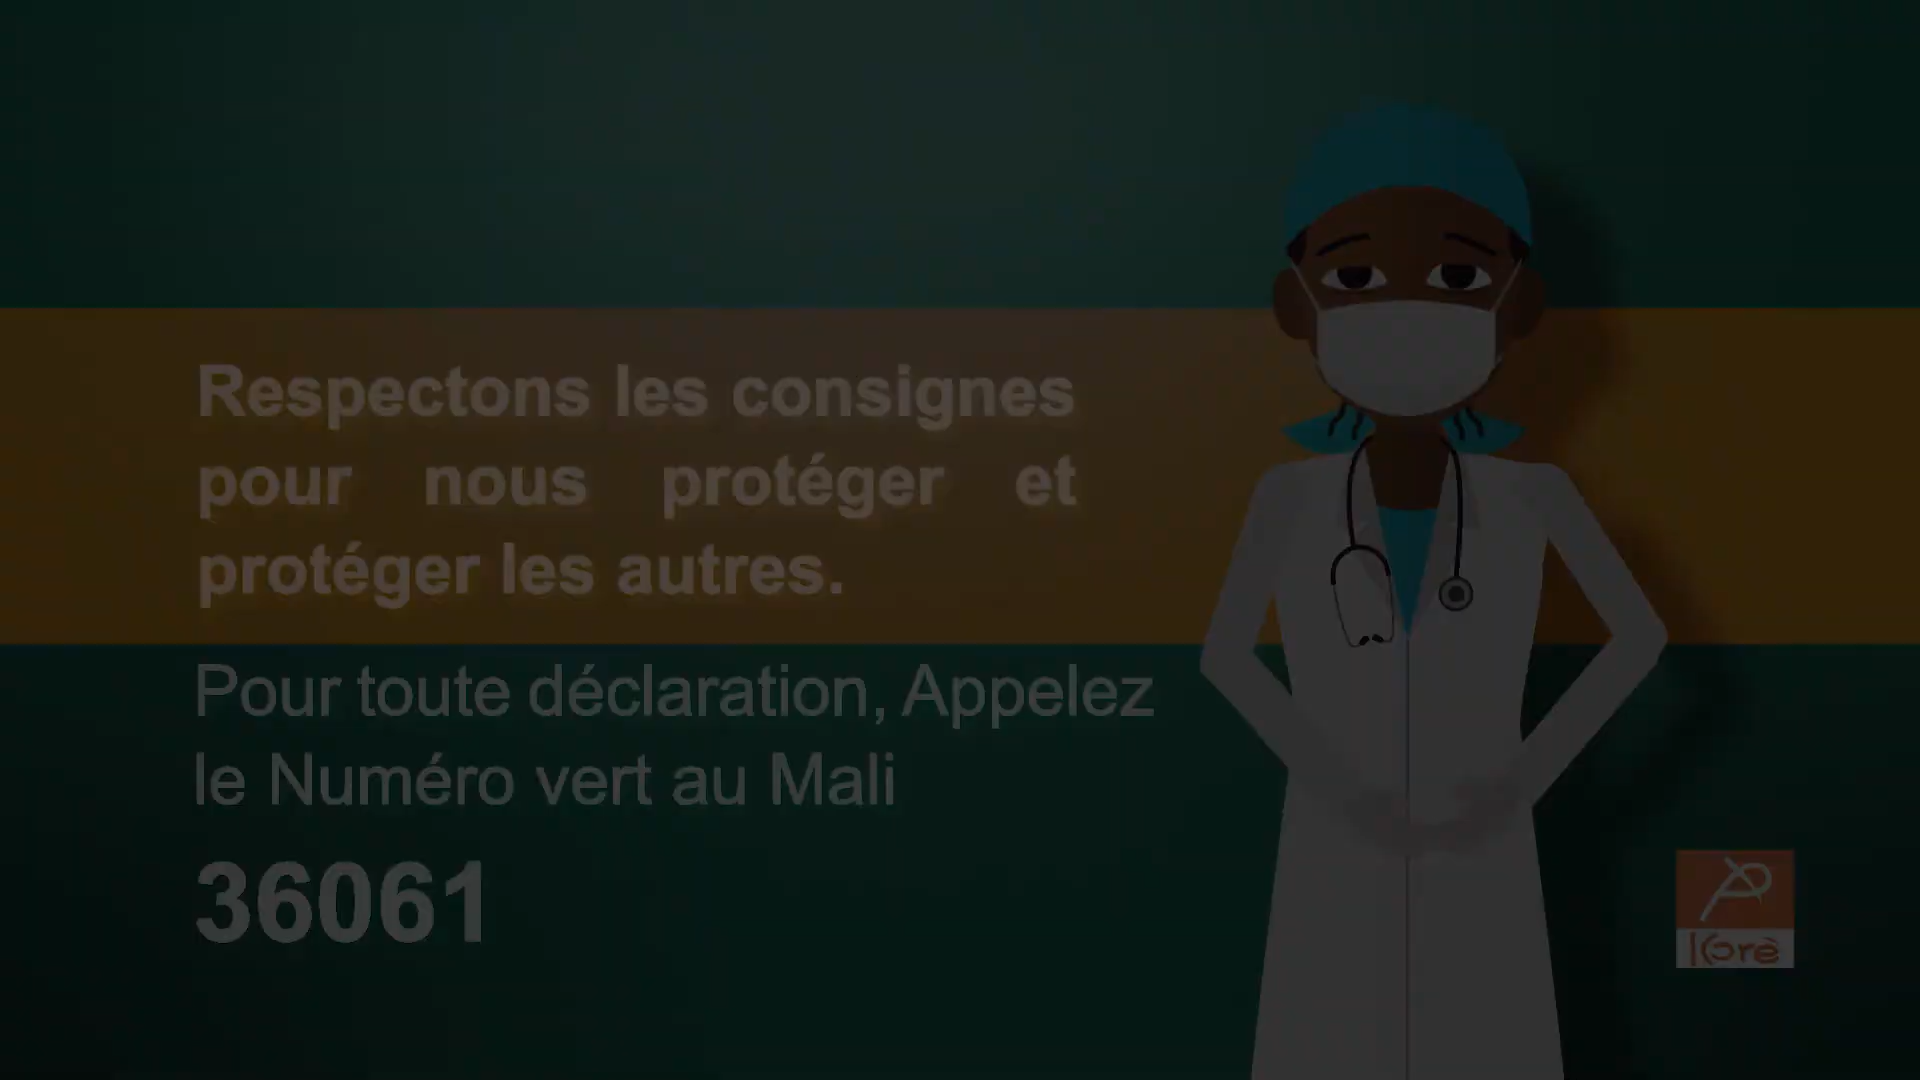 Respectons les consignes
pour nous protéger et
protéger les autres.
Pour toute déclaration, Appelez
le Numéro vert au Mali
36061
Korè